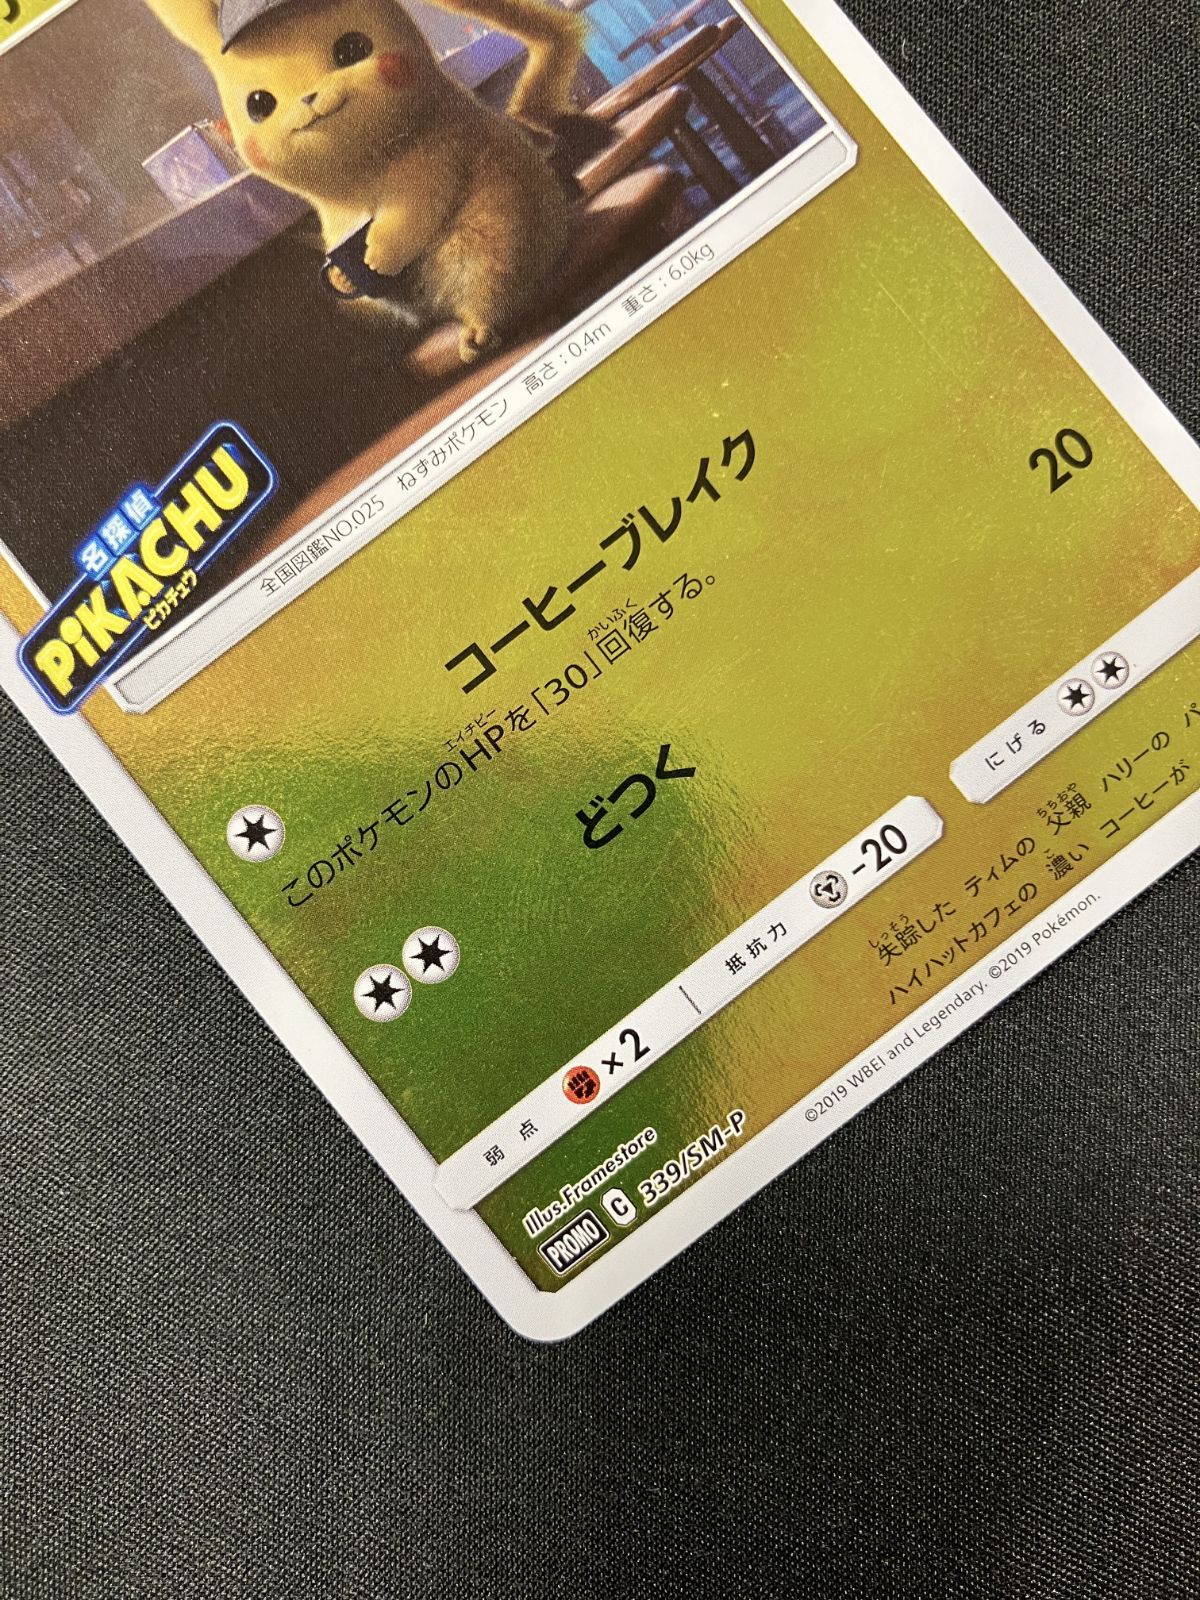 名探偵
PiKACHU
ピカチュウ
全国図鑑NO.025 ねずみポケモン 高さ：0.4m 重さ：6.0kg
コーヒーブレイク
このポケモンのHPを「30」回復する。
エイチピー
かいふく
どつく 20
弱点 ×2 抵抗力 -20 にげる
Illus.Framestore
PROMO C 339/SM-P
失踪した ティムの 父親 ハリーの パ
しっそう
ちちおや
ハイハットカフェの 濃い コーヒーが
こ
©2019 WBEI and Legendary. ©2019 Pokémon.